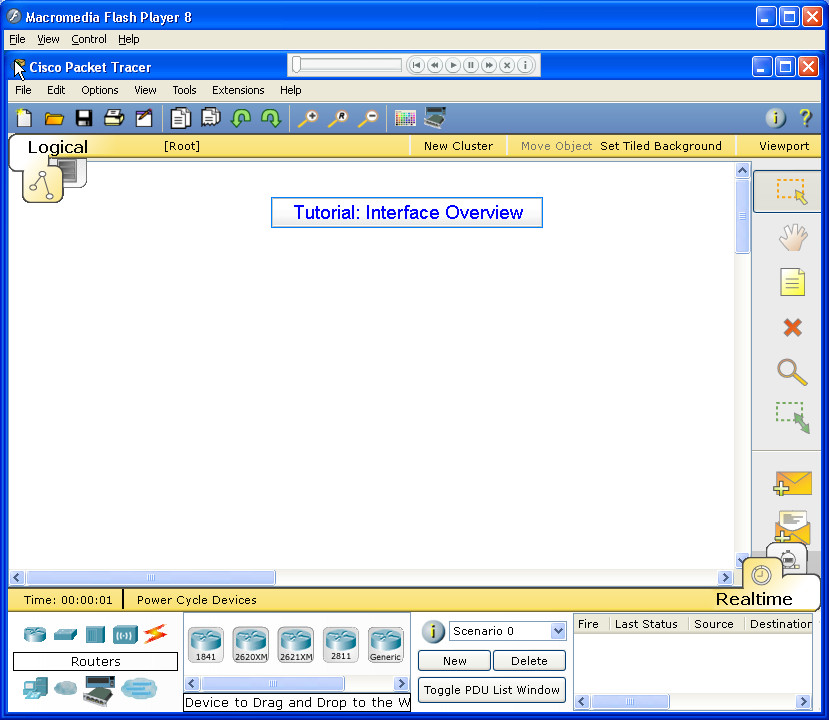 Macromedia Flash Player 8
File View Control Help
Cisco Packet Tracer
File Edit Options View Tools Extensions Help
Logical [Root] New Cluster Move Object Set Tiled Background Viewport
Tutorial: Interface Overview
Time: 00:00:01 Power Cycle Devices Realtime
Routers
1841 2620XM 2621XM 2811 Generic
Device to Drag and Drop to the W
Scenario 0
New Delete
Toggle PDU List Window
Fire Last Status Source Destination